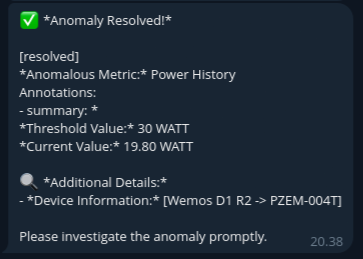 ✅ *Anomaly Resolved!*
[resolved]
*Anomalous Metric:* Power History
Annotations:
- summary: *
*Threshold Value:* 30 WATT
*Current Value:* 19.80 WATT
🔍 *Additional Details:*
- *Device Information:* [Wemos D1 R2 -> PZEM-004T]
Please investigate the anomaly promptly.
20.38